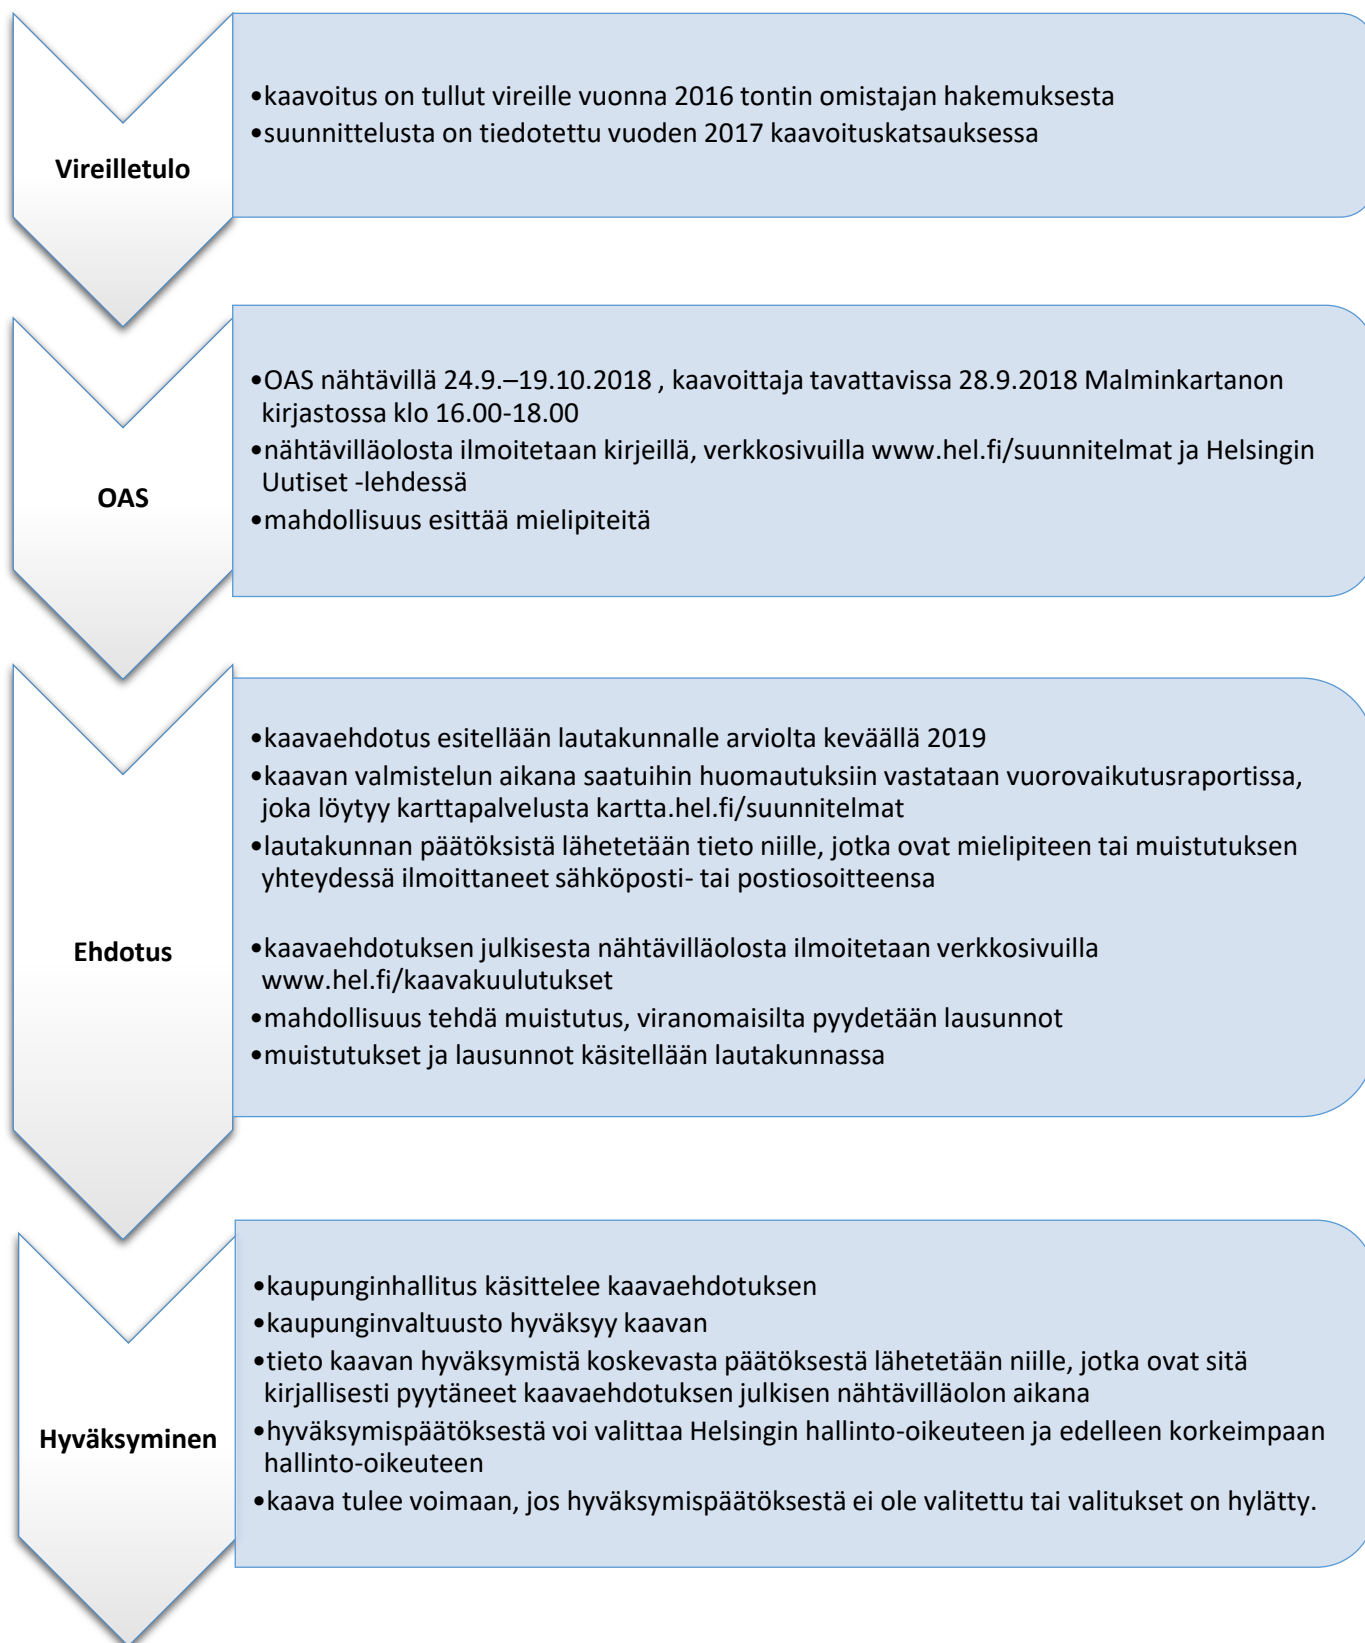 Vireilletulo
•kaavoitus on tullut vireille vuonna 2016 tontin omistajan hakemuksesta
•suunnittelusta on tiedotettu vuoden 2017 kaavoituskatsauksessa
OAS
•OAS nähtävillä 24.9.–19.10.2018 , kaavoittaja tavattavissa 28.9.2018 Malminkartanon
kirjastossa klo 16.00-18.00
•nähtävilläolosta ilmoitetaan kirjeillä, verkkosivuilla www.hel.fi/suunnitelmat ja Helsingin
Uutiset -lehdessä
•mahdollisuus esittää mielipiteitä
Ehdotus
•kaavaehdotus esitellään lautakunnalle arviolta keväällä 2019
•kaavan valmistelun aikana saatuihin huomautuksiin vastataan vuorovaikutusraportissa,
joka löytyy karttapalvelusta kartta.hel.fi/suunnitelmat
•lautakunnan päätöksistä lähetetään tieto niille, jotka ovat mielipiteen tai muistutuksen
yhteydessä ilmoittaneet sähköposti- tai postiosoitteensa
•kaavaehdotuksen julkisesta nähtävilläolosta ilmoitetaan verkkosivuilla
www.hel.fi/kaavakuulutukset
•mahdollisuus tehdä muistutus, viranomaisilta pyydetään lausunnot
•muistutukset ja lausunnot käsitellään lautakunnassa
Hyväksyminen
•kaupunginhallitus käsittelee kaavaehdotuksen
•kaupunginvaltuusto hyväksyy kaavan
•tieto kaavan hyväksymistä koskevasta päätöksestä lähetetään niille, jotka ovat sitä
kirjallisesti pyytäneet kaavaehdotuksen julkisen nähtävilläolon aikana
•hyväksymispäätöksestä voi valittaa Helsingin hallinto-oikeuteen ja edelleen korkeimpaan
hallinto-oikeuteen
•kaava tulee voimaan, jos hyväksymispäätöksestä ei ole valitettu tai valitukset on hylätty.